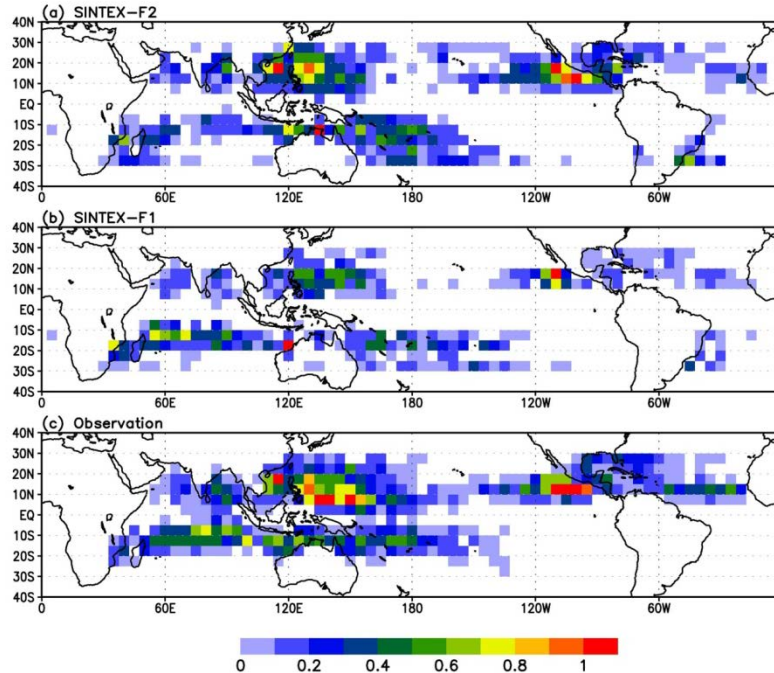 (a) SINTEX-F2
40N
30N
20N
10N
EQ
10S
20S
30S
40S
60E 120E 180 120W 60W
(b) SINTEX-F1
40N
30N
20N
10N
EQ
10S
20S
30S
40S
0 60E 120E 180 120W 60W
(c) Observation
40N
30N
20N
10N
EQ
10S
20S
30S
40S
0 60E 120E 180 120W 60W
0 0.2 0.4 0.6 0.8 1